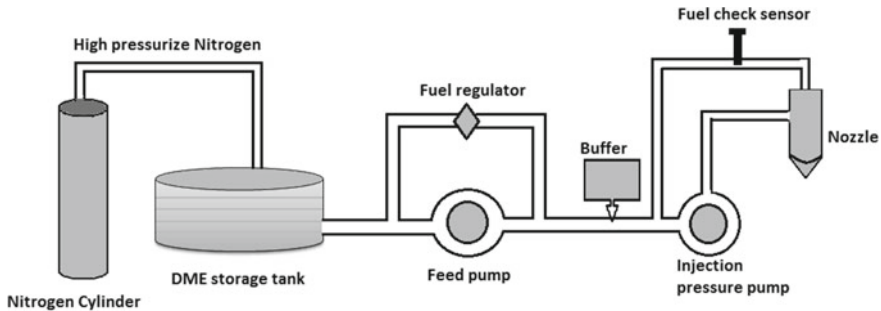 Fuel check sensor
High pressurize Nitrogen
Fuel regulator
Buffer
Nozzle
Feed pump
Injection
pressure pump
DME storage tank
Nitrogen Cylinder